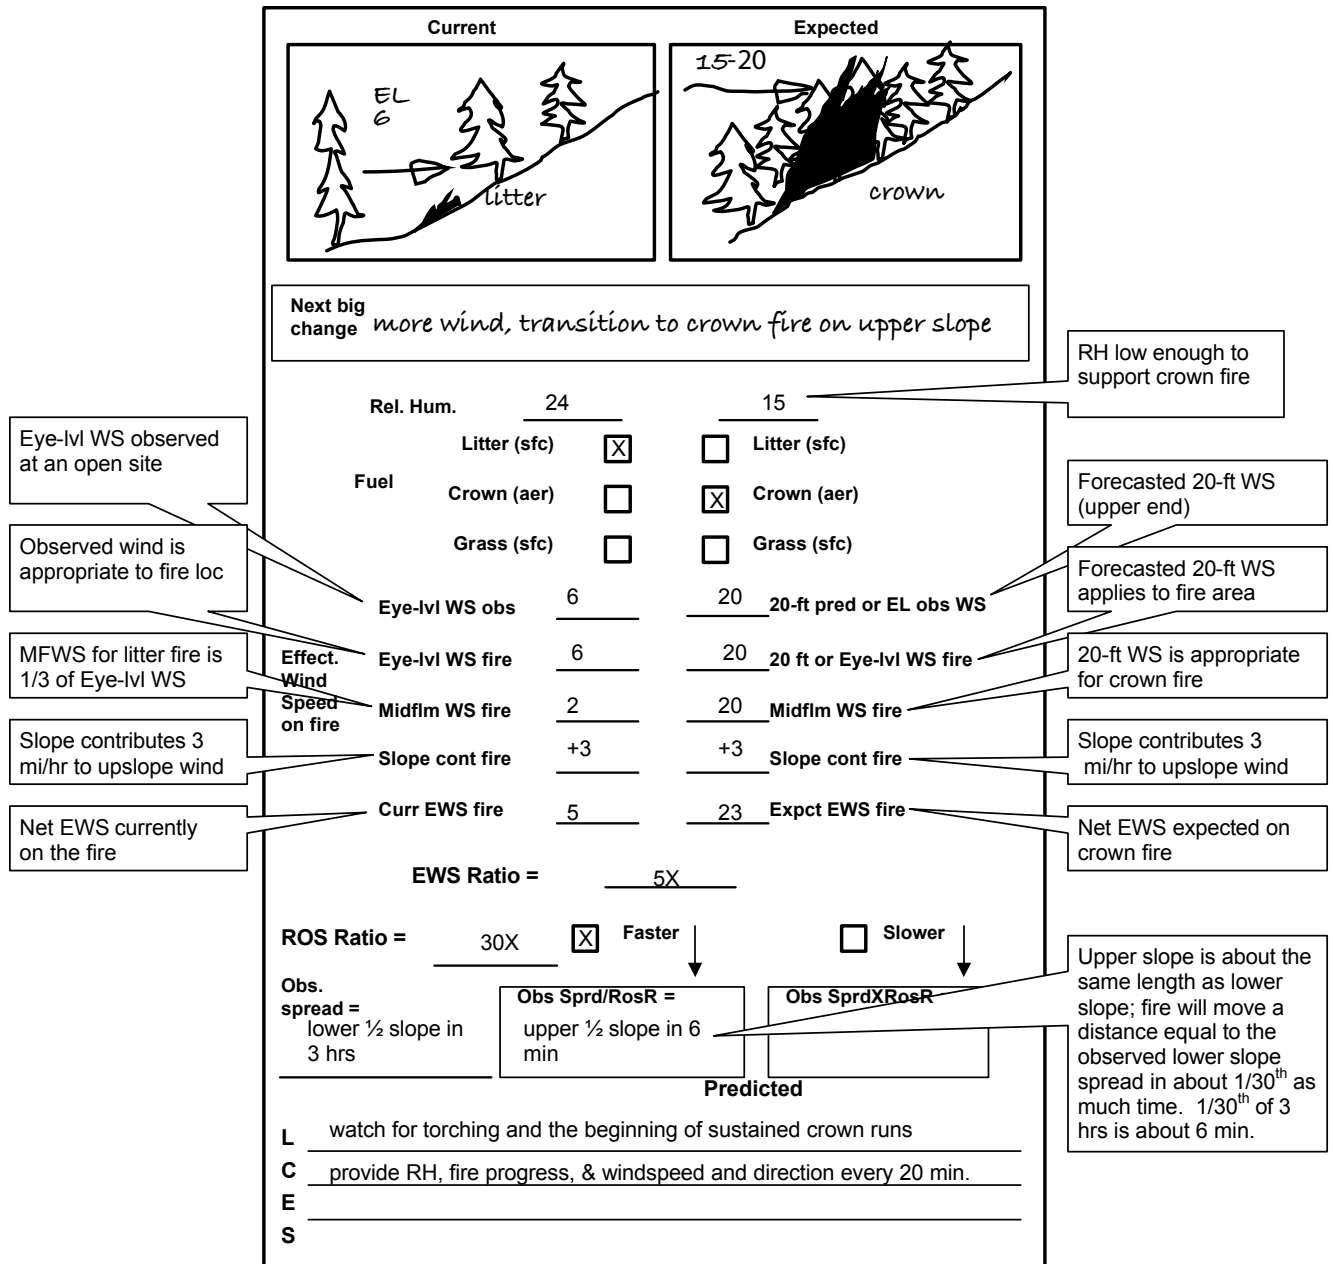 Current Expected
EL
6
litter
15-20
crown
Next big
change more wind, transition to crown fire on upper slope
RH low enough to
support crown fire
Rel. Hum. 24 15
Eye-lvl WS observed
at an open site
Litter (sfc) X Litter (sfc)
Fuel
Crown (aer) X Crown (aer)
Grass (sfc) Grass (sfc)
Forecasted 20-ft WS
(upper end)
Observed wind is
appropriate to fire loc
Forecasted 20-ft WS
applies to fire area
Eye-lvl WS obs 6 20 20-ft pred or EL obs WS
MFWS for litter fire is
1/3 of Eye-lvl WS
Effect.
Wind
Speed
on fire
Eye-lvl WS fire 6 20 20 ft or Eye-lvl WS fire
20-ft WS is appropriate
for crown fire
Midflm WS fire 2 20 Midflm WS fire
Slope contributes 3
mi/hr to upslope wind
Slope cont fire +3 +3 Slope cont fire
Slope contributes 3
mi/hr to upslope wind
Net EWS currently
on the fire
Curr EWS fire 5 23 Expct EWS fire
Net EWS expected on
crown fire
EWS Ratio = 5X
ROS Ratio = 30X X Faster Slower
Obs.
spread =
lower ½ slope in
3 hrs
Obs Sprd/RosR =
upper ½ slope in 6
min
Obs SprdXRosR
Predicted
Upper slope is about the
same length as lower
slope; fire will move a
distance equal to the
observed lower slope
spread in about 1/30th as
much time. 1/30th of 3
hrs is about 6 min.
L watch for torching and the beginning of sustained crown runs
C provide RH, fire progress, & windspeed and direction every 20 min.
E
S